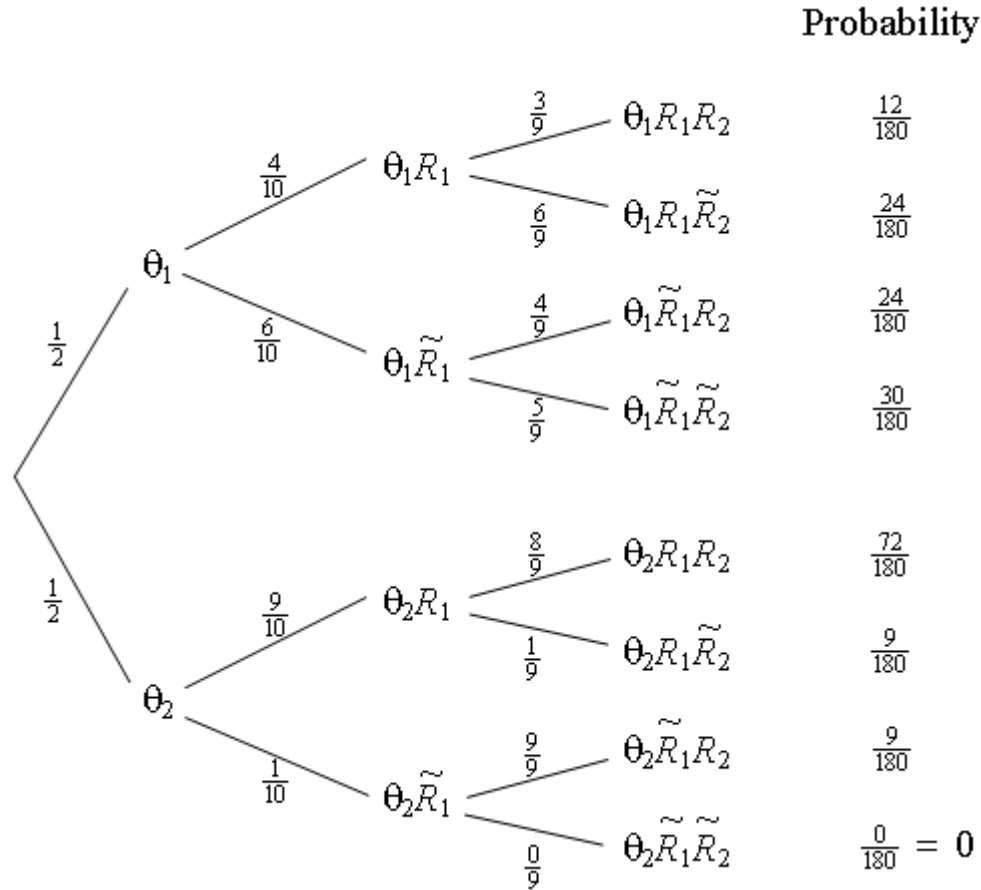 Probability
3/9 θ₁R₁R₂ 12/180
4/10 θ₁R₁
6/9 θ₁R₁R̃₂ 24/180
θ₁
1/2
4/9 θ₁R̃₁R₂ 24/180
6/10 θ₁R̃₁
5/9 θ₁R̃₁R̃₂ 30/180
8/9 θ₂R₁R₂ 72/180
1/2
9/10 θ₂R₁
1/9 θ₂R₁R̃₂ 9/180
θ₂
9/9 θ₂R̃₁R₂ 9/180
1/10 θ₂R̃₁
0/9 θ₂R̃₁R̃₂ 0/180 = 0